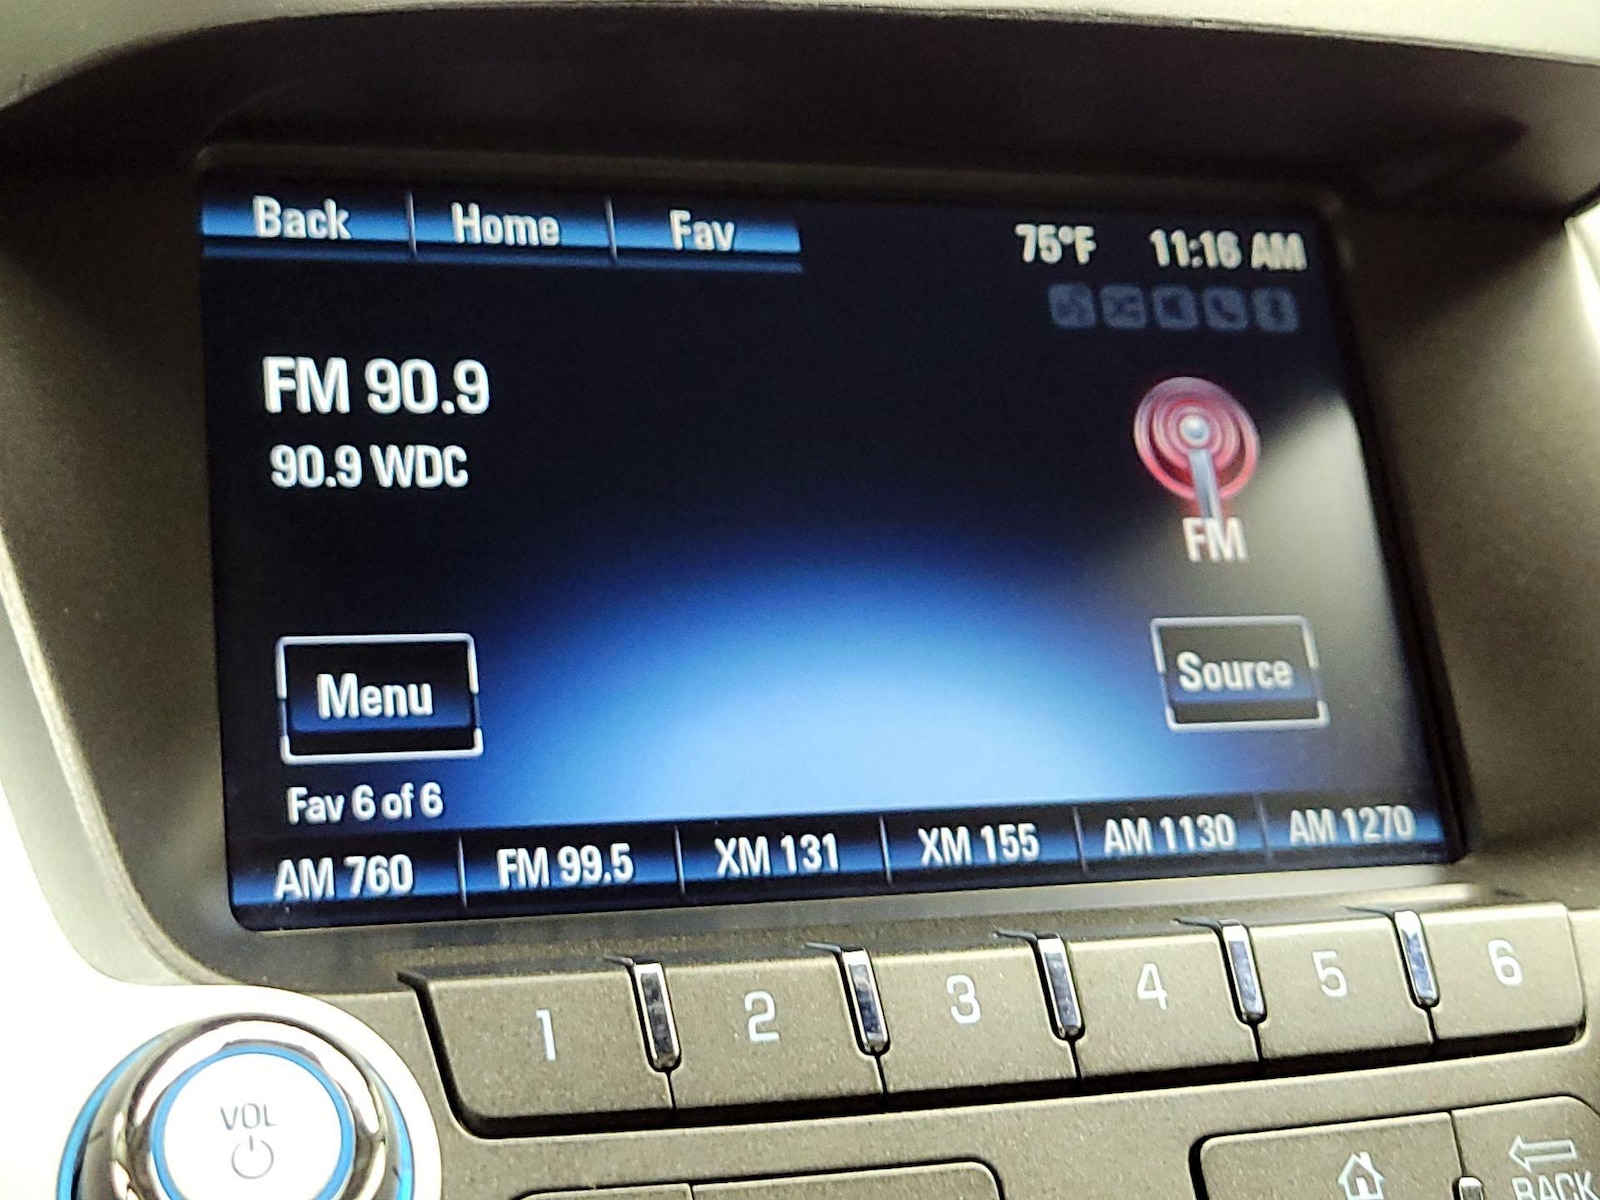 Back Home Fav 75°F 11:16 AM
FM 90.9
90.9 WDC
FM
Menu
Source
Fav 6 of 6
AM 760 FM 99.5 XM 131 XM 155 AM 1130 AM 1270
1 2 3 4 5 6
VOL
BACK